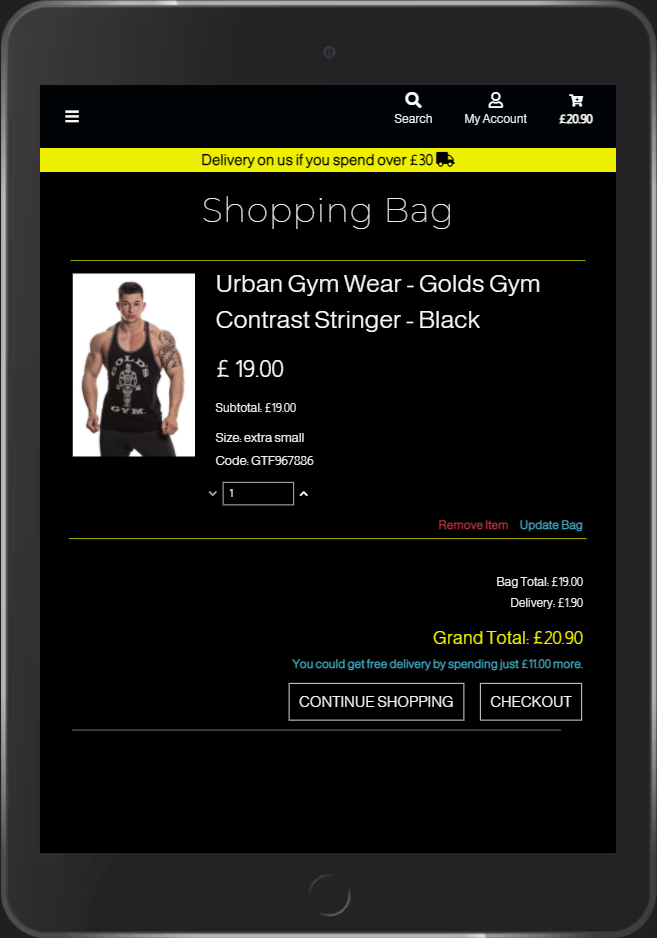 Search
My Account
£20.90
Delivery on us if you spend over £30
Shopping Bag
Urban Gym Wear - Golds Gym
Contrast Stringer - Black
£ 19.00
Subtotal: £19.00
Size: extra small
Code: GTF967886
GOLD'S
GYM
1
Remove Item Update Bag
Bag Total: £19.00
Delivery: £1.90
Grand Total: £20.90
You could get free delivery by spending just £11.00 more.
CONTINUE SHOPPING CHECKOUT